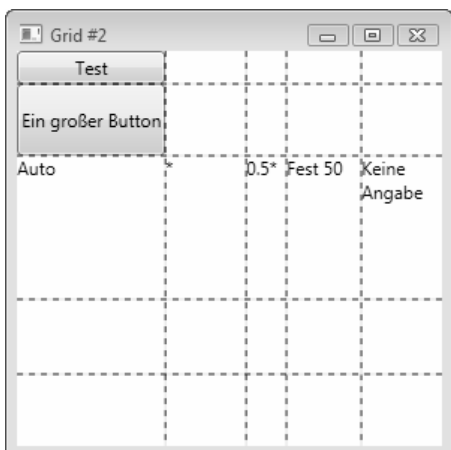 Grid #2
Test
Ein großer Button
Auto * 0.5* Fest 50 Keine
Angabe